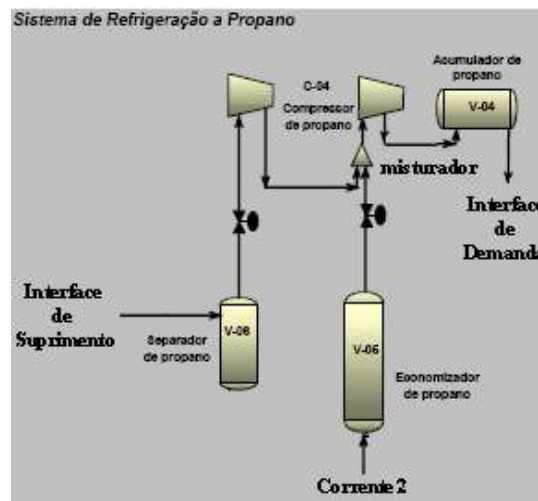 Sistema de Refrigeração a Propano
Acumulador de
propano
V-04
C-04
Compressor
de propano
misturador
Interface
de
Demanda
Interface
de
Suprimento
V-06
Separador
de propano
V-05
Economizador
de propano
Corrente 2